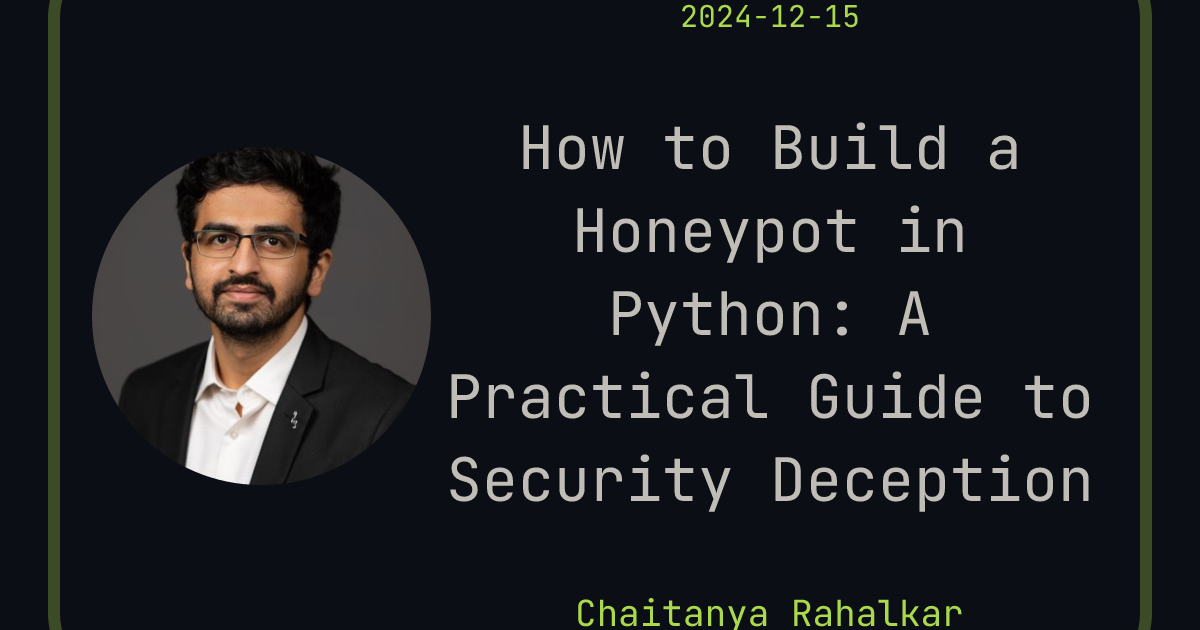 2024-12-15
How to Build a
Honeypot in
Python: A
Practical Guide to
Security Deception
Chaitanya Rahalkar